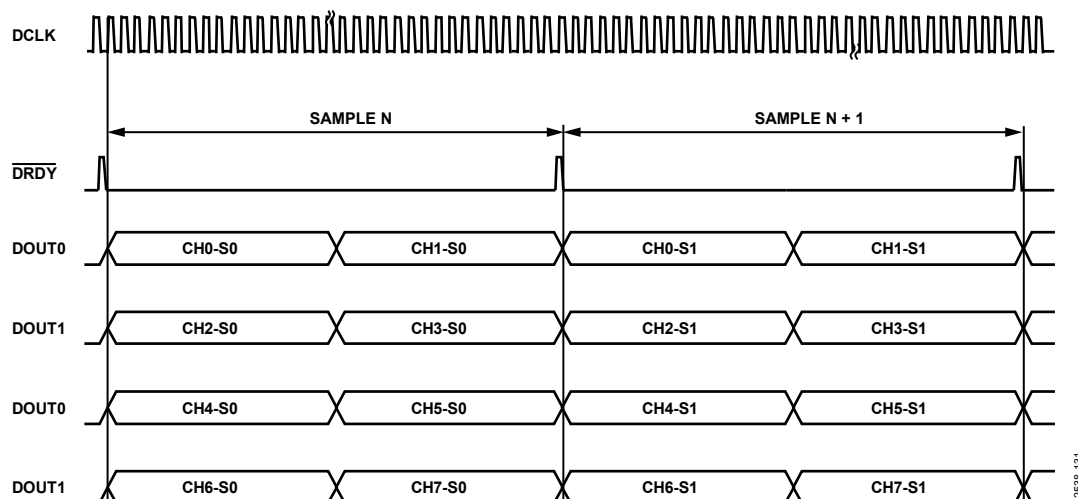 DCLK
SAMPLE N SAMPLE N + 1
DRDY
DOUT0 CH0-S0 CH1-S0 CH0-S1 CH1-S1
DOUT1 CH2-S0 CH3-S0 CH2-S1 CH3-S1
DOUT0 CH4-S0 CH5-S0 CH4-S1 CH5-S1
DOUT1 CH6-S0 CH7-S0 CH6-S1 CH7-S1